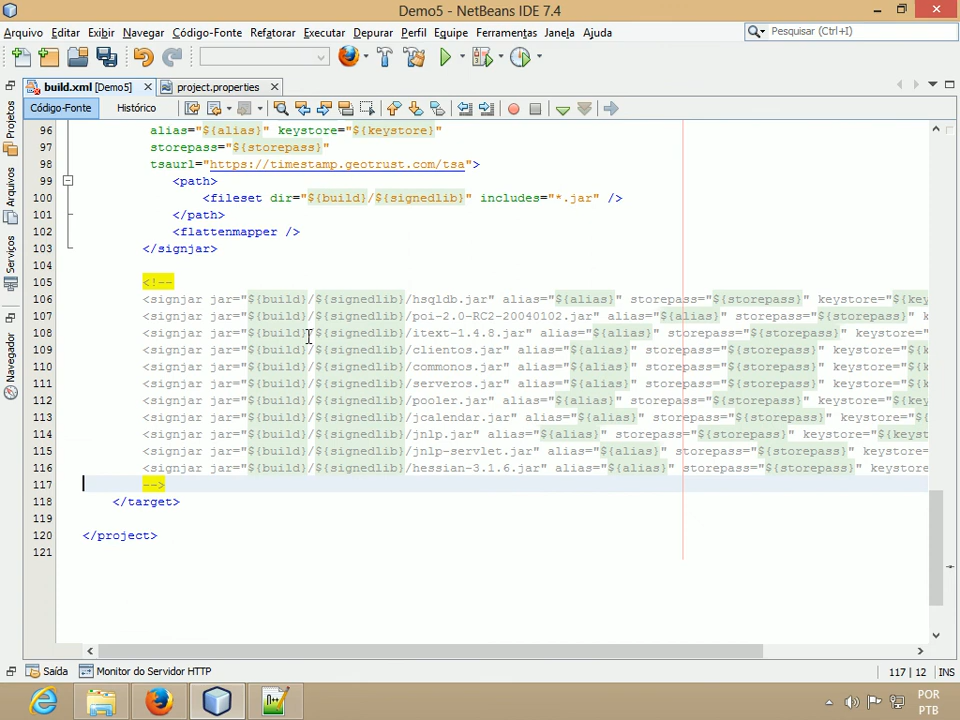 Demo5 - NetBeans IDE 7.4
Arquivo Editar Exibir Navegar Código-Fonte Refatorar Executar Depurar Perfil Equipe Ferramentas Janela Ajuda
Pesquisar (Ctrl+I)
build.xml [Demo5] project.properties
Código-Fonte Histórico
Projetos
Arquivos
Serviços
Navegador
96 alias="${alias}" keystore="${keystore}"
97 storepass="${storepass}"
98 tsaurl="https://timestamp.geotrust.com/tsa">
99 <path>
100 <fileset dir="${build}/${signedlib}" includes="*.jar" />
101 </path>
102 <flattenmapper />
103 </signjar>
104
105 <!--
106 <signjar jar="${build}/${signedlib}/hsqldb.jar" alias="${alias}" storepass="${storepass}" keystore="${key
107 <signjar jar="${build}/${signedlib}/poi-2.0-RC2-20040102.jar" alias="${alias}" storepass="${storepass}" k
108 <signjar jar="${build}/${signedlib}/itext-1.4.8.jar" alias="${alias}" storepass="${storepass}" keystore="
109 <signjar jar="${build}/${signedlib}/clientos.jar" alias="${alias}" storepass="${storepass}" keystore="${k
110 <signjar jar="${build}/${signedlib}/commonos.jar" alias="${alias}" storepass="${storepass}" keystore="${k
111 <signjar jar="${build}/${signedlib}/serveros.jar" alias="${alias}" storepass="${storepass}" keystore="${k
112 <signjar jar="${build}/${signedlib}/pooler.jar" alias="${alias}" storepass="${storepass}" keystore="${key
113 <signjar jar="${build}/${signedlib}/jcalendar.jar" alias="${alias}" storepass="${storepass}" keystore="${
114 <signjar jar="${build}/${signedlib}/jnlp.jar" alias="${alias}" storepass="${storepass}" keystore="${keyst
115 <signjar jar="${build}/${signedlib}/jnlp-servlet.jar" alias="${alias}" storepass="${storepass}" keystore=
116 <signjar jar="${build}/${signedlib}/hessian-3.1.6.jar" alias="${alias}" storepass="${storepass}" keystore
117 -->
118 </target>
119
120 </project>
121
Saída Monitor do Servidor HTTP 117 | 12 INS
POR
PTB